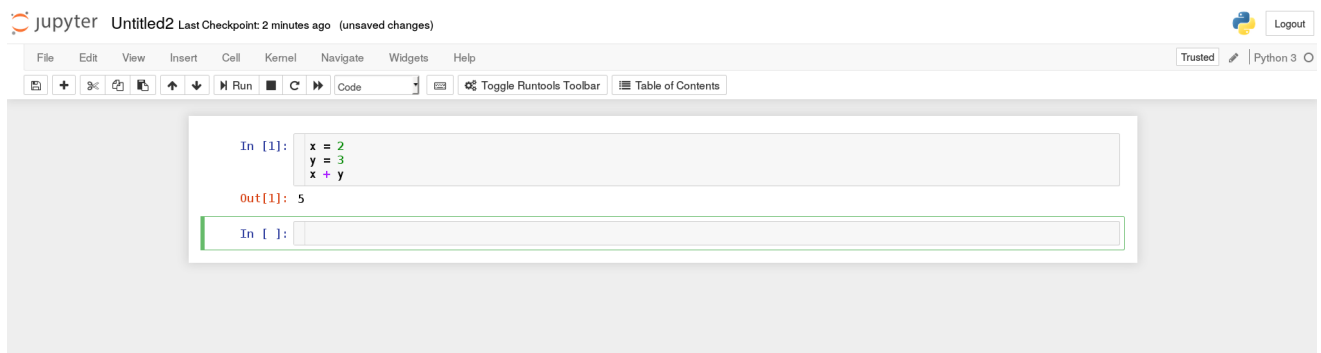 jupyter Untitled2 Last Checkpoint: 2 minutes ago (unsaved changes) Logout
File Edit View Insert Cell Kernel Navigate Widgets Help Trusted Python 3
Run Code Toggle Runtools Toolbar Table of Contents
In [1]: x = 2
y = 3
x + y
Out[1]: 5
In [ ]: